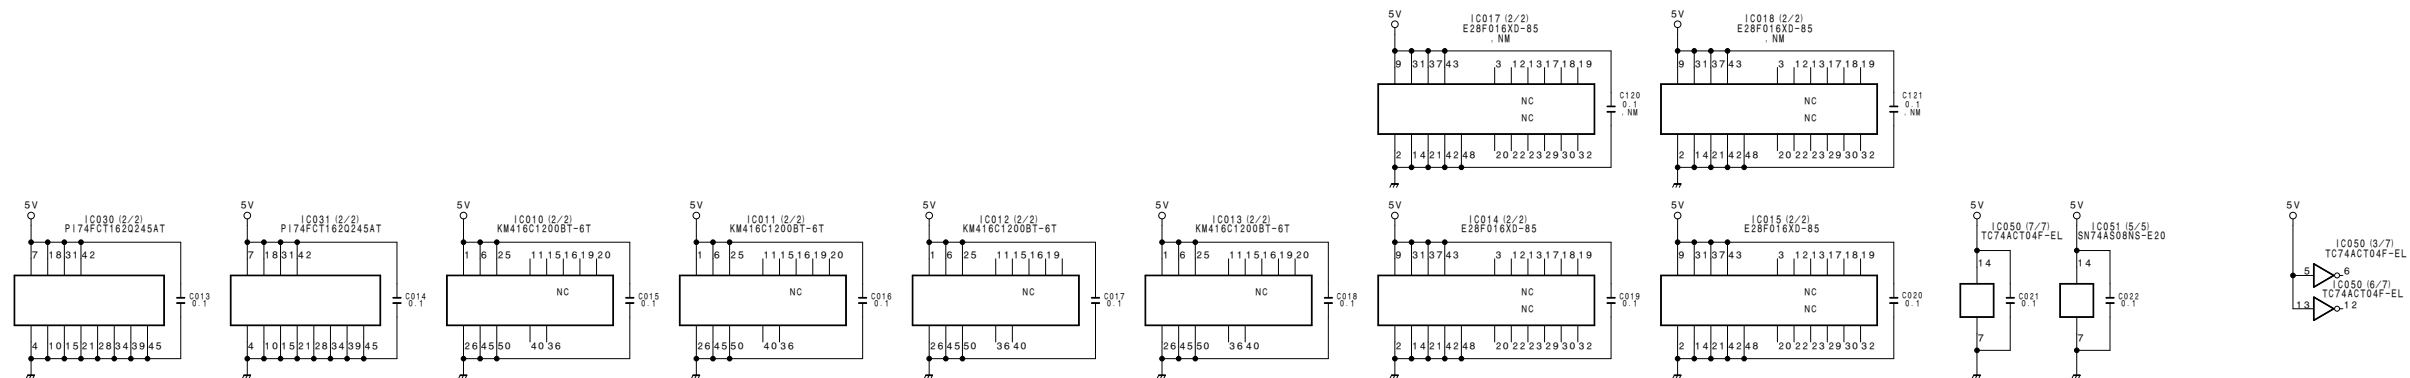 5V
IC017 (2/2)
E28F016XD-85
.NM
9 31 37 43 3 12 13 17 18 19
NC
NC
C120
0.1
.NM
2 14 21 42 48 20 22 23 29 30 32
5V
IC018 (2/2)
E28F016XD-85
.NM
9 31 37 43 3 12 13 17 18 19
NC
NC
C121
0.1
.NM
2 14 21 42 48 20 22 23 29 30 32
5V
IC030 (2/2)
PI74FCT162Q245AT
7 18 31 42
C013
0.1
4 10 15 21 28 34 39 45
5V
IC031 (2/2)
PI74FCT162Q245AT
7 18 31 42
C014
0.1
4 10 15 21 28 34 39 45
5V
IC010 (2/2)
KM416C1200BT-6T
1 6 25 11 15 16 19 20
NC
C015
0.1
26 45 50 40 36
5V
IC011 (2/2)
KM416C1200BT-6T
1 6 25 11 15 16 19 20
NC
C016
0.1
26 45 50 40 36
5V
IC012 (2/2)
KM416C1200BT-6T
1 6 25 11 15 16 19
NC
C017
0.1
26 45 50 36 40
5V
IC013 (2/2)
KM416C1200BT-6T
1 6 25 11 15 16 19 20
NC
C018
0.1
26 45 50 36 40
5V
IC014 (2/2)
E28F016XD-85
9 31 37 43 3 12 13 17 18 19
NC
NC
C019
0.1
2 14 21 42 48 20 22 23 29 30 32
5V
IC015 (2/2)
E28F016XD-85
9 31 37 43 3 12 13 17 18 19
NC
NC
C020
0.1
2 14 21 42 48 20 22 23 29 30 32
5V
IC050 (7/7)
TC74ACT04F-EL
14
C021
0.1
7
5V
IC051 (5/5)
SN74AS08NS-E20
14
C022
0.1
7
5V
IC050 (3/7)
TC74ACT04F-EL
5 6
IC050 (6/7)
TC74ACT04F-EL
13 12